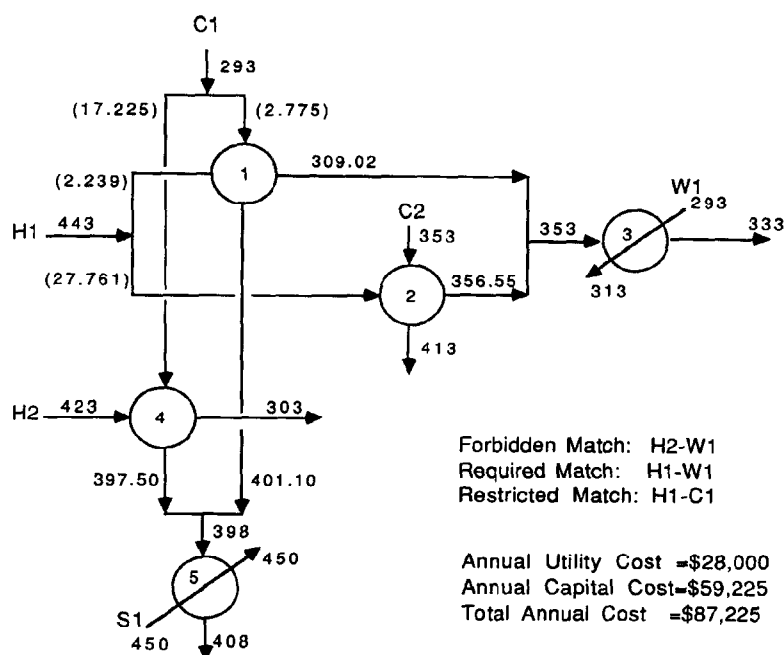 C1
293
(17.225)
(2.775)
1
309.02
(2.239)
W1
293
C2
H1
443
353
353
3
333
(27.761)
2
356.55
313
413
H2
423
4
303
397.50
401.10
398
450
5
S1
450
408
Forbidden Match: H2-W1
Required Match: H1-W1
Restricted Match: H1-C1
Annual Utility Cost =$28,000
Annual Capital Cost=$59,225
Total Annual Cost =$87,225